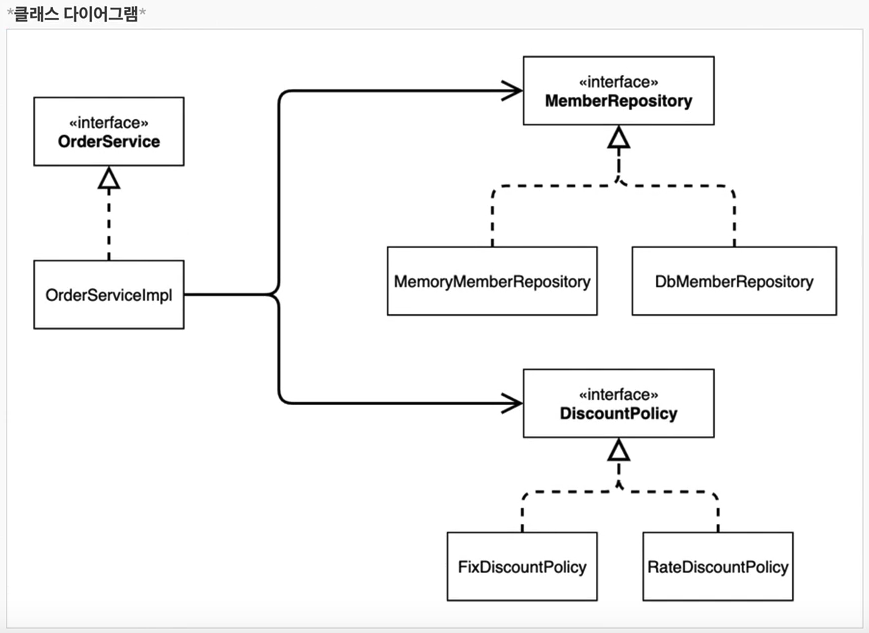 *클래스 다이어그램*
«interface»
MemberRepository
«interface»
OrderService
MemoryMemberRepository
DbMemberRepository
OrderServiceImpl
«interface»
DiscountPolicy
FixDiscountPolicy
RateDiscountPolicy